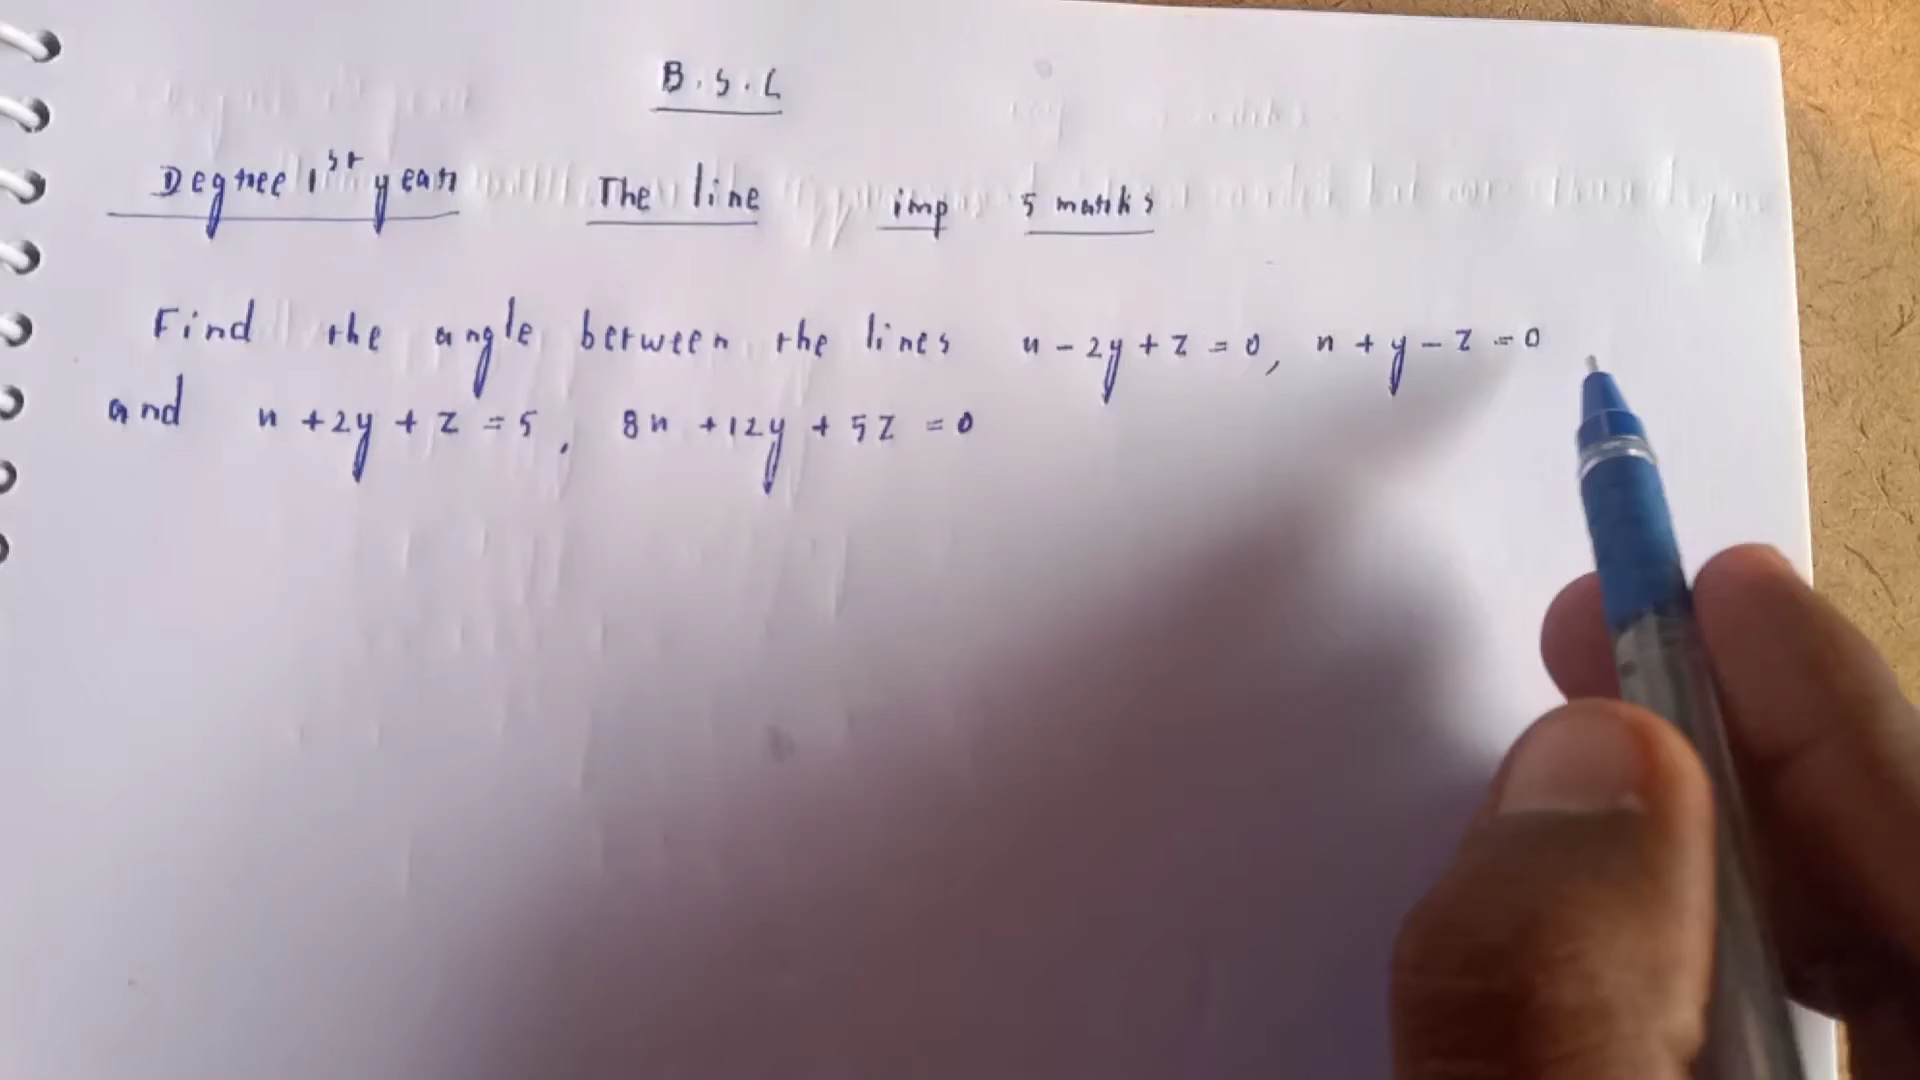 B.S.C
Degree 1st year The line imp 5 marks
Find the angle between the lines x - 2y + z = 0, x + y - z = 0
and x + 2y + z = 5, 8x + 12y + 5z = 0